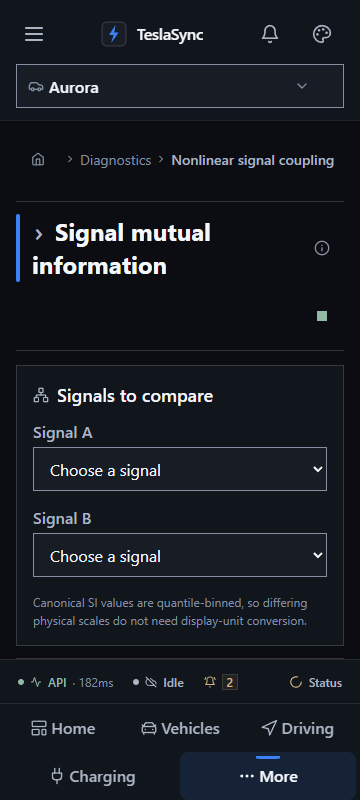 TeslaSync
Aurora
Diagnostics
Nonlinear signal coupling
Signal mutual
information
Signals to compare
Signal A
Choose a signal
Signal B
Choose a signal
Canonical SI values are quantile-binned, so differing
physical scales do not need display-unit conversion.
API · 182ms
Idle
2
Status
Home
Vehicles
Driving
Charging
More